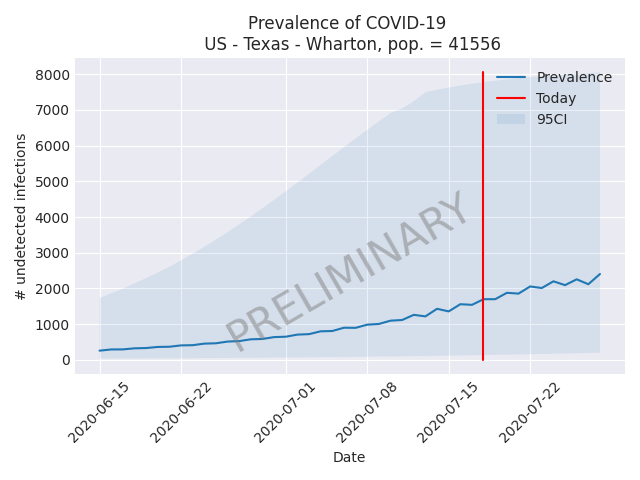 Prevalence of COVID-19
US - Texas - Wharton, pop. = 41556
8000
7000
6000
5000
4000
3000
2000
1000
0
# undetected infections
Prevalence
Today
95CI
PRELIMINARY
2020-06-15
2020-06-22
2020-07-01
2020-07-08
2020-07-15
2020-07-22
Date